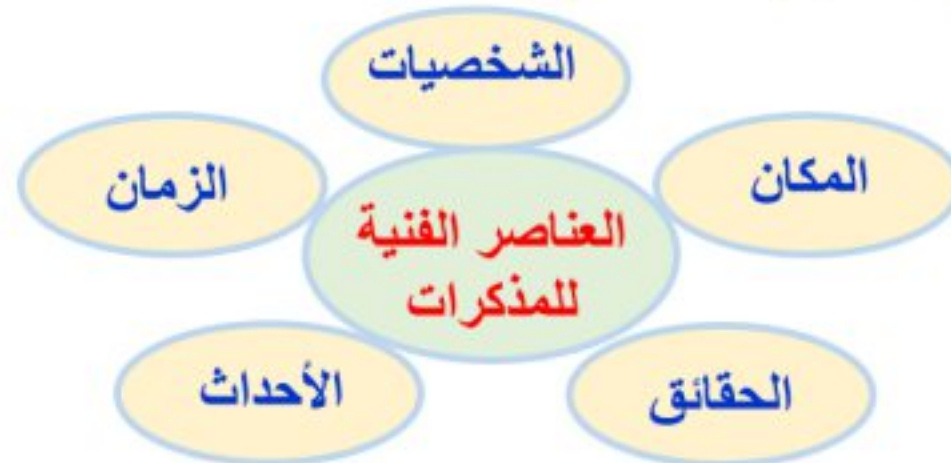 الشخصيات
المكان
الزمان
العناصر الفنية
للمذكرات
الحقائق
الأحداث